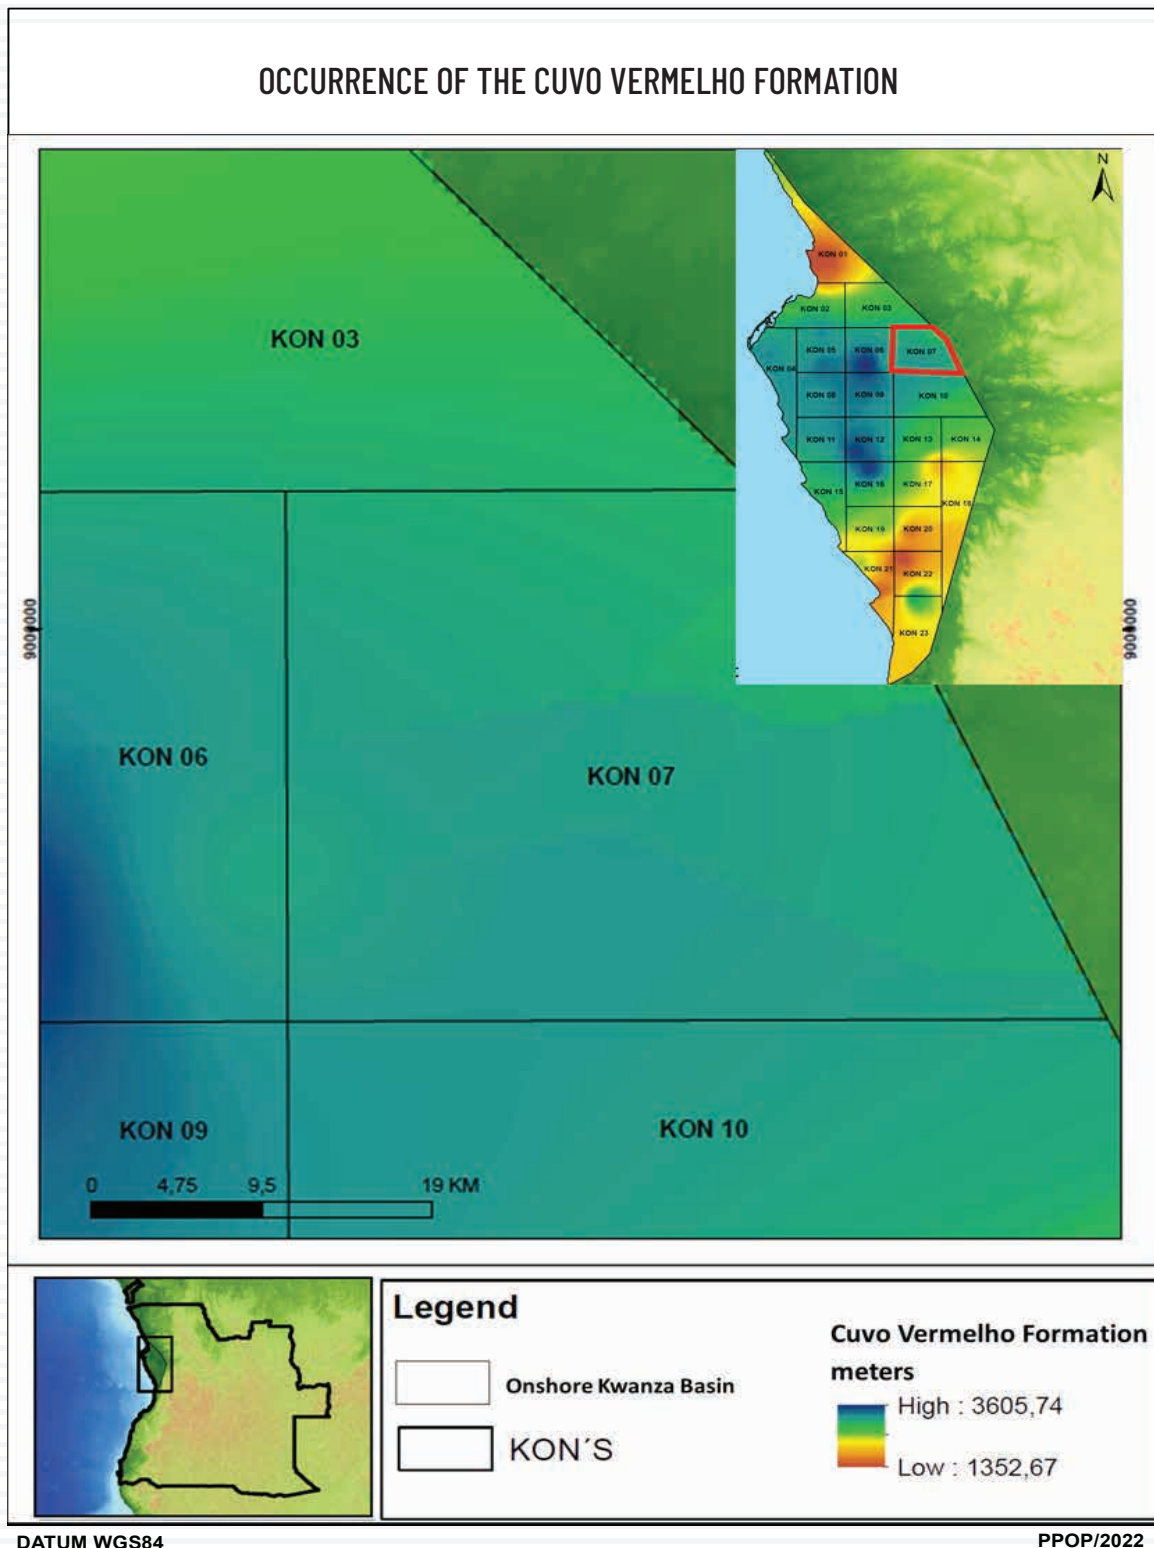 OCCURRENCE OF THE CUVO VERMELHO FORMATION
N
KON 01
KON 02
KON 03
KON 04
KON 05
KON 06
KON 07
KON 08
KON 09
KON 10
KON 11
KON 12
KON 13
KON 14
KON 15
KON 16
KON 17
KON 18
KON 19
KON 20
KON 21
KON 22
KON 23
KON 03
9000000
9000000
KON 06
KON 07
KON 09
KON 10
0 4,75 9,5 19 KM
Legend
Onshore Kwanza Basin
KON´S
Cuvo Vermelho Formation
meters
High : 3605,74
Low : 1352,67
DATUM WGS84
PPOP/2022